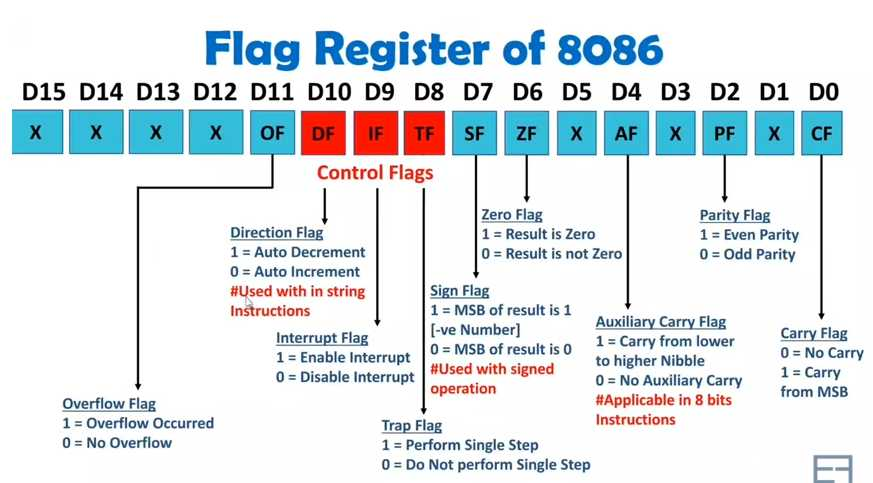 Flag Register of 8086
D15 D14 D13 D12 D11 D10 D9 D8 D7 D6 D5 D4 D3 D2 D1 D0
X X X X OF DF IF TF SF ZF X AF X PF X CF
Control Flags
Direction Flag
1 = Auto Decrement
0 = Auto Increment
#Used with in string
Instructions
Zero Flag
1 = Result is Zero
0 = Result is not Zero
Parity Flag
1 = Even Parity
0 = Odd Parity
Sign Flag
1 = MSB of result is 1
[-ve Number]
0 = MSB of result is 0
#Used with signed
operation
Interrupt Flag
1 = Enable Interrupt
0 = Disable Interrupt
Auxiliary Carry Flag
1 = Carry from lower
to higher Nibble
0 = No Auxiliary Carry
#Applicable in 8 bits
Instructions
Carry Flag
0 = No Carry
1 = Carry
from MSB
Overflow Flag
1 = Overflow Occurred
0 = No Overflow
Trap Flag
1 = Perform Single Step
0 = Do Not perform Single Step